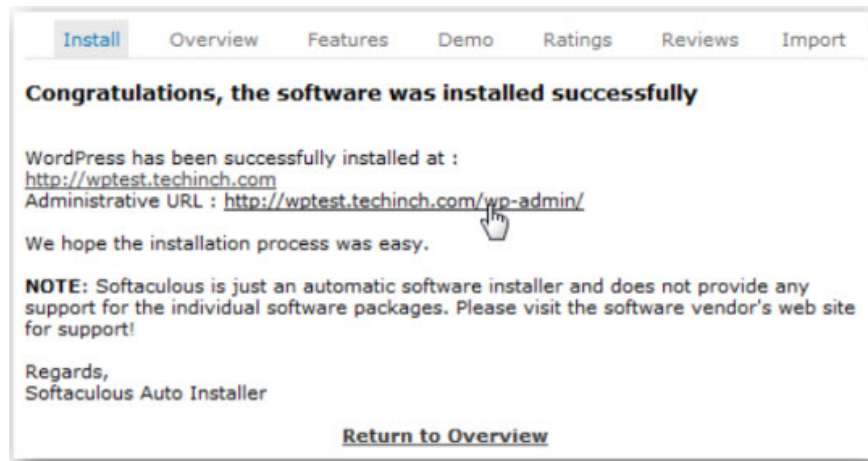 Install Overview Features Demo Ratings Reviews Import
Congratulations, the software was installed successfully
WordPress has been successfully installed at :
http://wptest.techinch.com
Administrative URL : http://wptest.techinch.com/wp-admin/
We hope the installation process was easy.
NOTE: Softaculous is just an automatic software installer and does not provide any
support for the individual software packages. Please visit the software vendor's web site
for support!
Regards,
Softaculous Auto Installer
Return to Overview